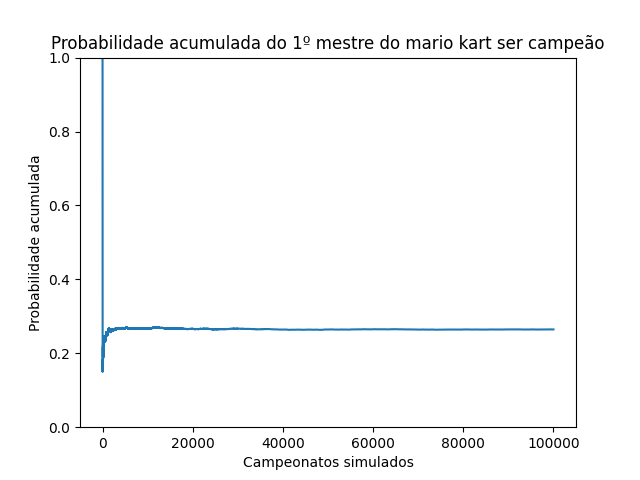 Probabilidade acumulada do 1º mestre do mario kart ser campeão
Probabilidade acumulada
1.0
0.8
0.6
0.4
0.2
0.0
0 20000 40000 60000 80000 100000
Campeonatos simulados